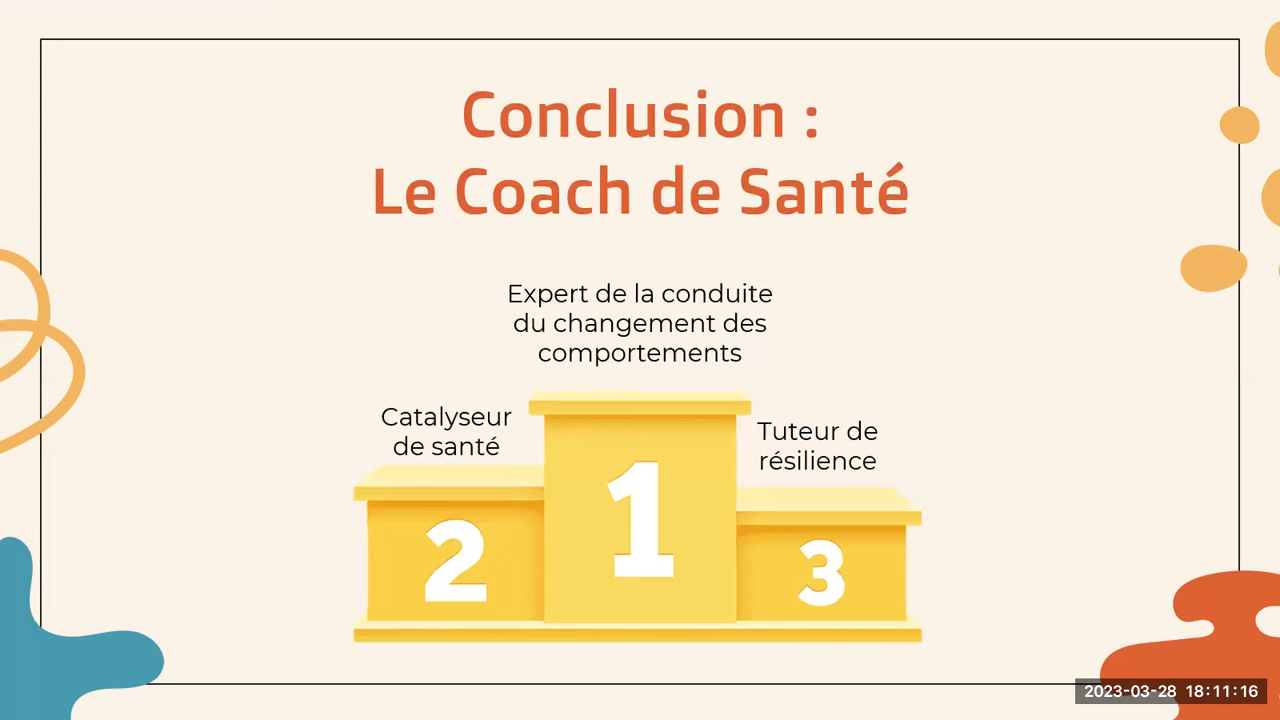 Conclusion :
Le Coach de Santé
Expert de la conduite
du changement des
comportements
Catalyseur
de santé
Tuteur de
résilience
1
2
3
2023-03-28 18:11:16